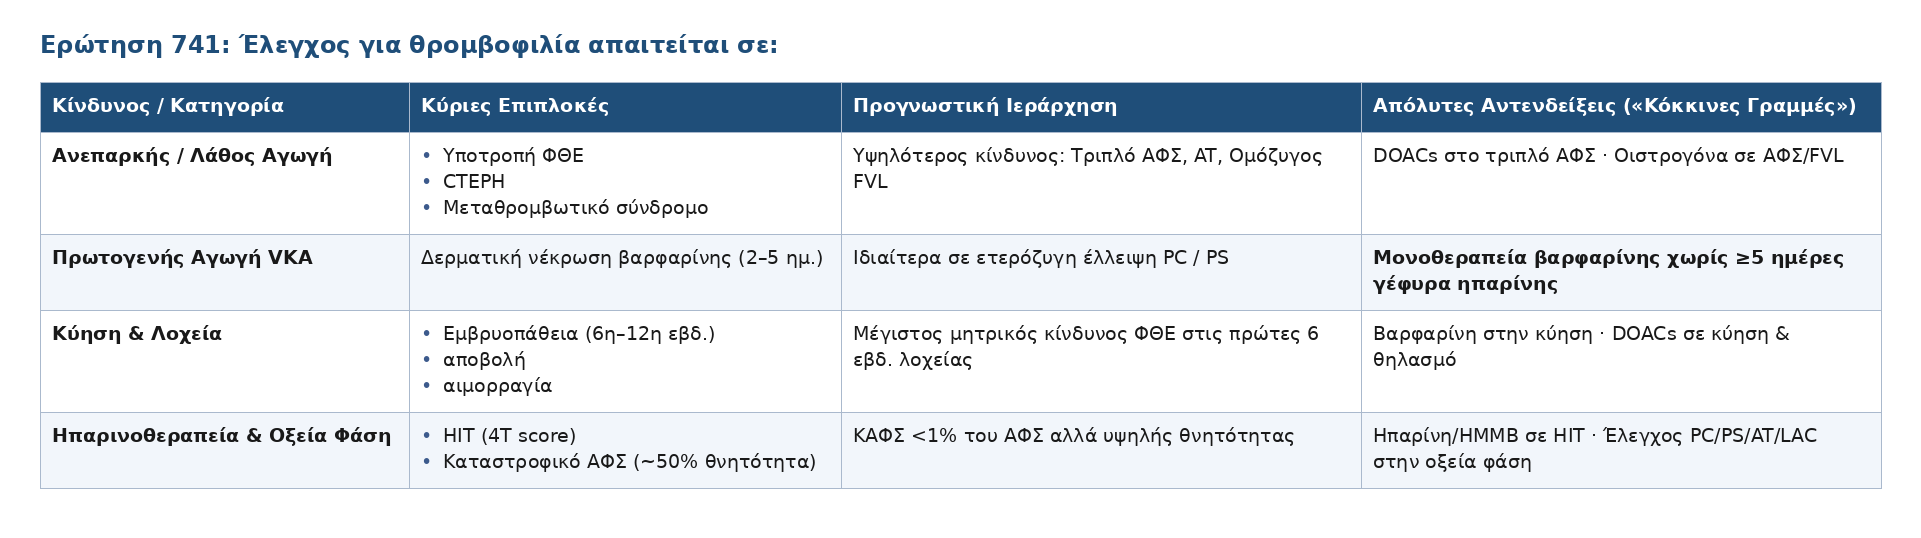 Ερώτηση 741: Έλεγχος για θρομβοφιλία απαιτείται σε:
Κίνδυνος / Κατηγορία
Κύριες Επιπλοκές
Προγνωστική Ιεράρχηση
Απόλυτες Αντενδείξεις («Κόκκινες Γραμμές»)
Ανεπαρκής / Λάθος Αγωγή
• Υποτροπή ΦΘΕ
• CTEPH
• Μεταθρομβωτικό σύνδρομο
Υψηλότερος κίνδυνος: Τριπλό ΑΦΣ, AT, Ομόζυγος
FVL
DOACs στο τριπλό ΑΦΣ · Οιστρογόνα σε ΑΦΣ/FVL
Πρωτογενής Αγωγή VKA
Δερματική νέκρωση βαρφαρίνης (2–5 ημ.)
Ιδιαίτερα σε ετερόζυγη έλλειψη PC / PS
Μονοθεραπεία βαρφαρίνης χωρίς ≥5 ημέρες
γέφυρα ηπαρίνης
Κύηση & Λοχεία
• Εμβρυοπάθεια (6η–12η εβδ.)
• αποβολή
• αιμορραγία
Μέγιστος μητρικός κίνδυνος ΦΘΕ στις πρώτες 6
εβδ. λοχείας
Βαρφαρίνη στην κύηση · DOACs σε κύηση &
θηλασμό
Ηπαρινοθεραπεία & Οξεία Φάση
• HIT (4T score)
• Καταστροφικό ΑΦΣ (~50% θνητότητα)
ΚΑΦΣ <1% του ΑΦΣ αλλά υψηλής θνητότητας
Ηπαρίνη/ΗΜΜΒ σε HIT · Έλεγχος PC/PS/AT/LAC
στην οξεία φάση